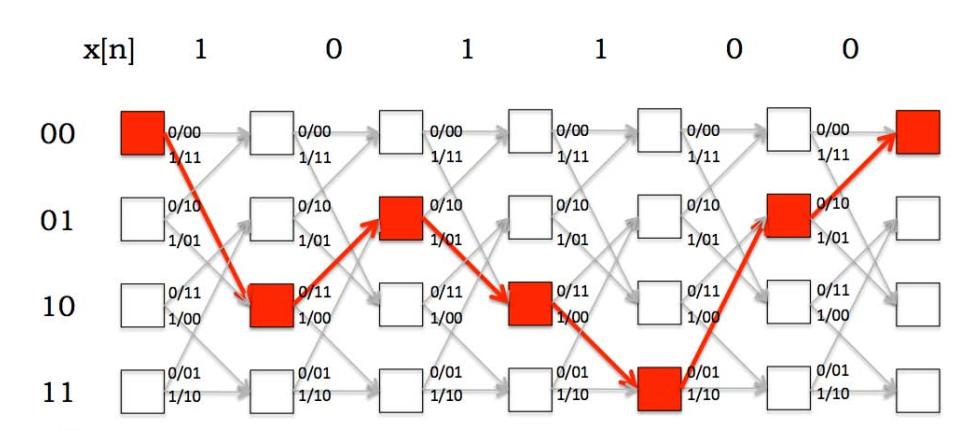 x[n] 1 0 1 1 0 0
00 0/00 0/00 0/00 0/00 0/00 0/00
1/11 1/11 1/11 1/11 1/11 1/11
01 0/10 0/10 0/10 0/10 0/10 0/10
1/01 1/01 1/01 1/01 1/01 1/01
10 0/11 0/11 0/11 0/11 0/11 0/11
1/00 1/00 1/00 1/00 1/00 1/00
11 0/01 0/01 0/01 0/01 0/01 0/01
1/10 1/10 1/10 1/10 1/10 1/10